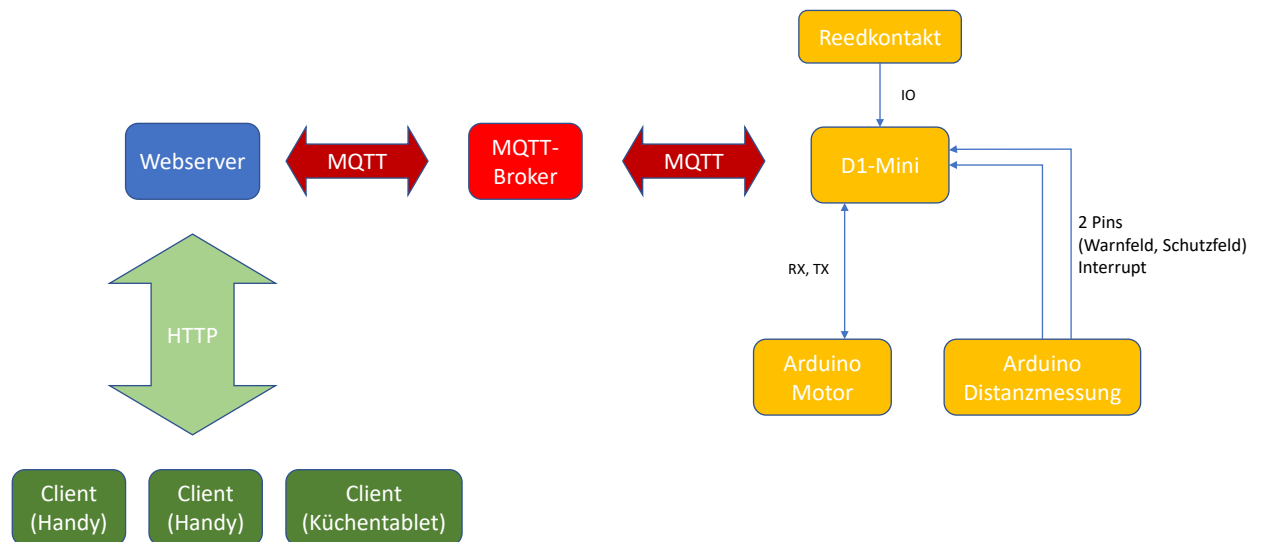 Reedkontakt
IO
Webserver
MQTT
MQTT-
Broker
MQTT
D1-Mini
2 Pins
(Warnfeld, Schutzfeld)
Interrupt
RX, TX
HTTP
Arduino
Motor
Arduino
Distanzmessung
Client
(Handy)
Client
(Handy)
Client
(Küchentablet)